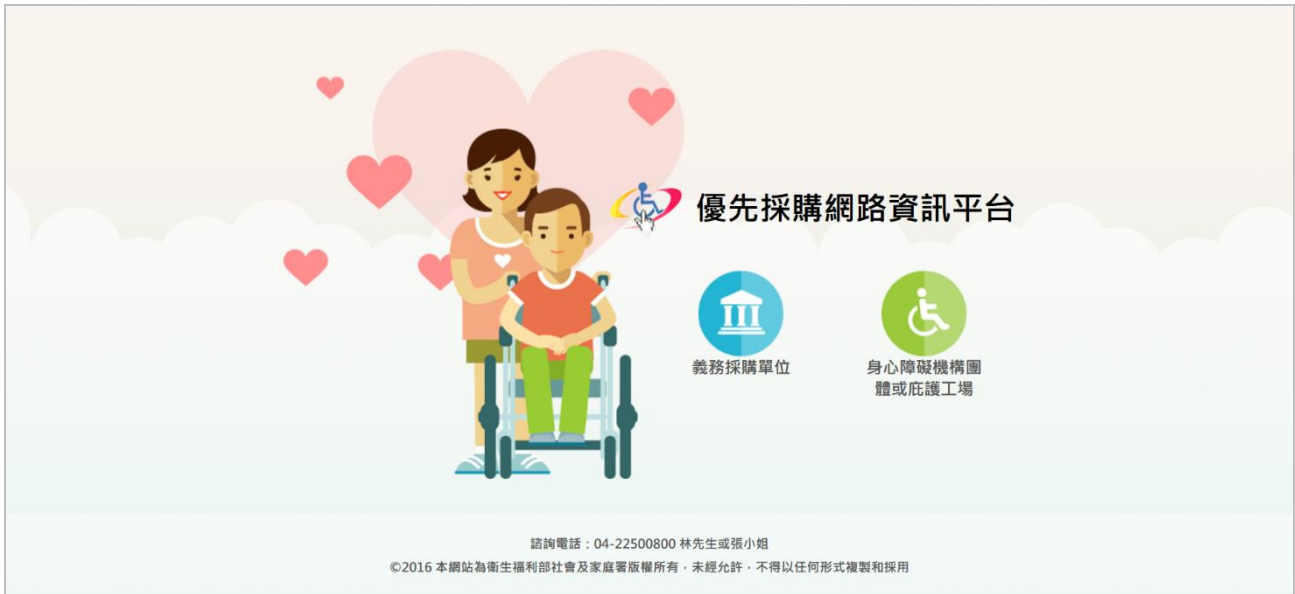 優先採購網路資訊平台
義務採購單位
身心障礙機構團
體或庇護工場
諮詢電話：04-22500800 林先生或張小姐
©2016 本網站為衛生福利部社會及家庭署版權所有．未經允許．不得以任何形式複製和採用